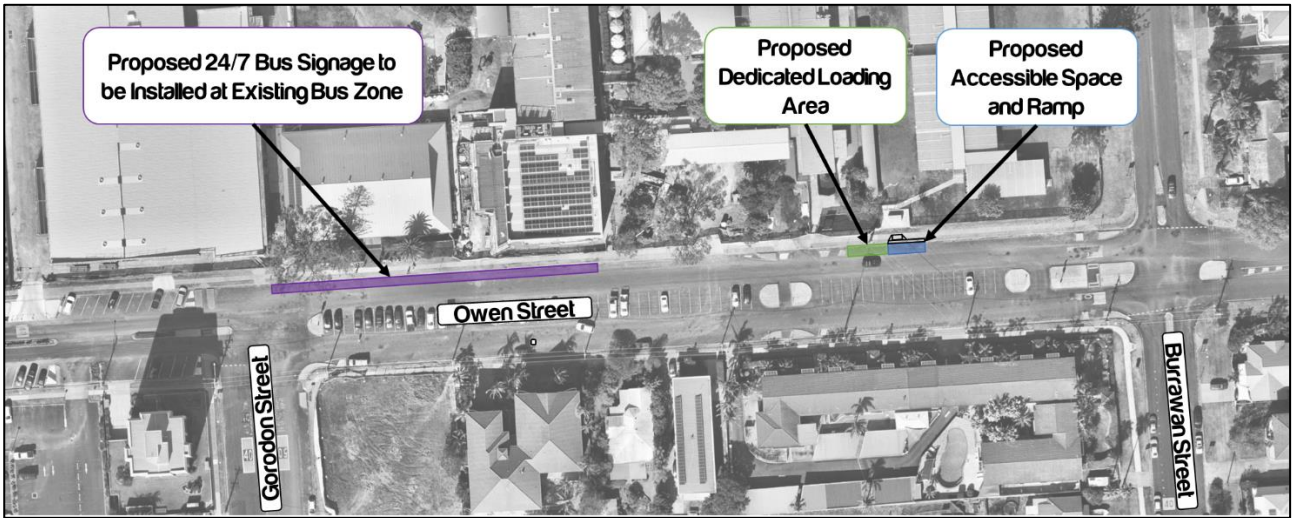 Proposed 24/7 Bus Signage to
be Installed at Existing Bus Zone
Proposed
Dedicated Loading
Area
Proposed
Accessible Space
and Ramp
Owen Street
Gorodon Street
Burrawan Street